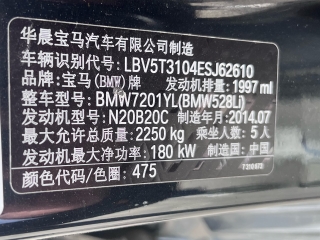 华晨宝马汽车有限公司制造
车辆识别代号: LBV5T3104ESJ62610
品牌: 宝马(BMW)牌 发动机排量: 1997 ml
整车型号: BMW7201YL(BMW528Li)
发动机型号: N20B20C 制造年月: 2014.07
最大允许总质量: 2250 kg 乘坐人数: 5 人
发动机最大功率: 180 kW 制造国: 中国
颜色代码/色圈: 475